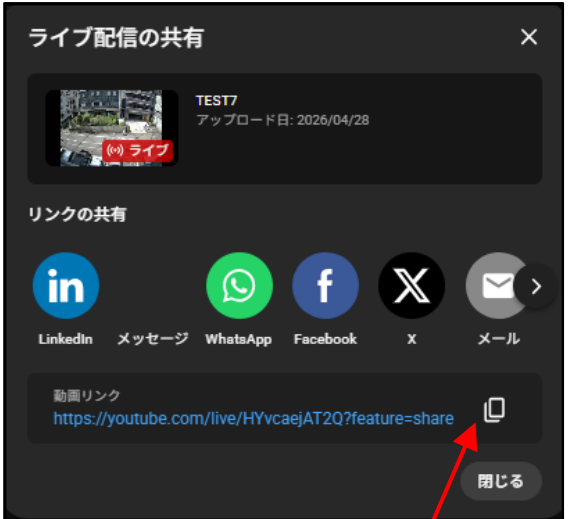 ライブ配信の共有
TEST7
アップロード日: 2026/04/28
ライブ
リンクの共有
in
f
X
LinkedIn
メッセージ
WhatsApp
Facebook
X
メール
動画リンク
https://youtube.com/live/HYvcaejAT2Q?feature=share
閉じる